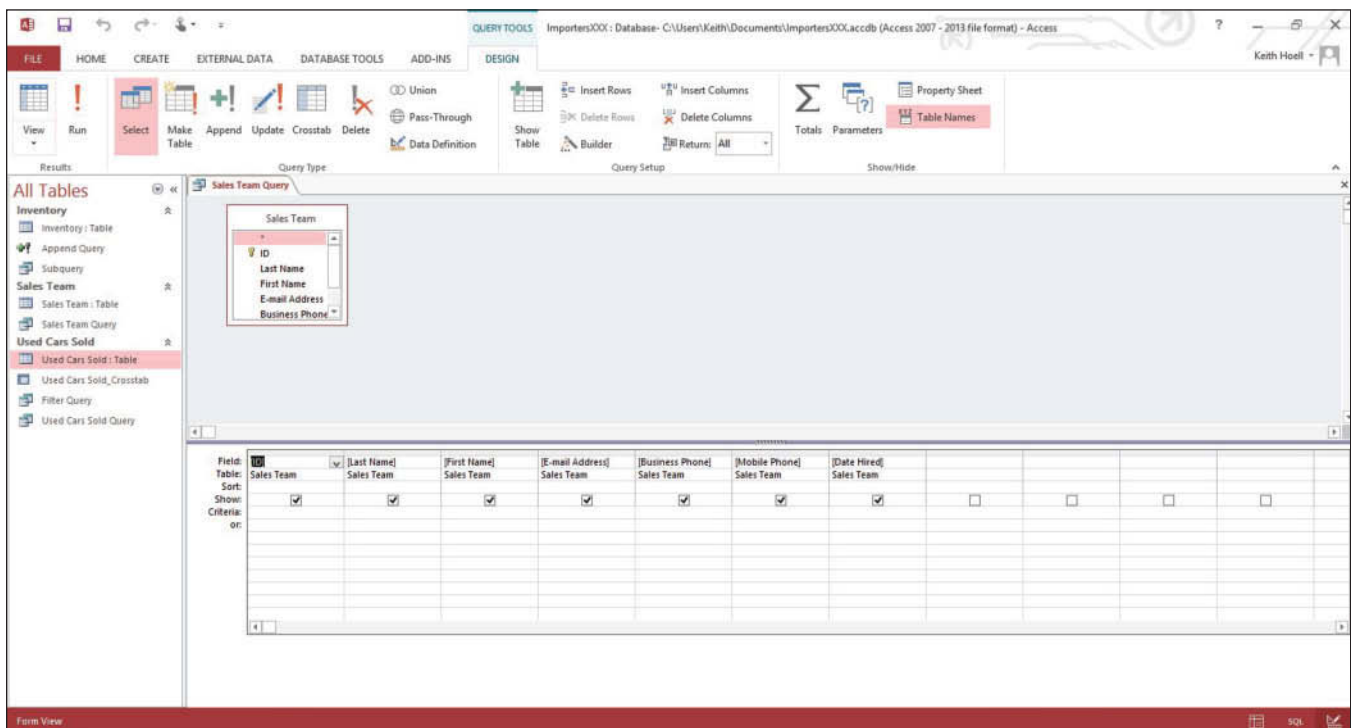 QUERY TOOLS ImportersXXX : Database- C:\Users\Keith\Documents\ImportersXXX.accdb (Access 2007 - 2013 file format) - Access
?
FILE HOME CREATE EXTERNAL DATA DATABASE TOOLS ADD-INS DESIGN Keith Hoell
View Run Select Make Table Append Update Crosstab Delete
Union
Pass-Through
Data Definition
Show Table
Insert Rows
Delete Rows
Builder
Insert Columns
Delete Columns
Return: All
Totals Parameters
Property Sheet
Table Names
Results Query Type Query Setup Show/Hide
All Tables
Inventory
Inventory : Table
Append Query
Subquery
Sales Team
Sales Team : Table
Sales Team Query
Used Cars Sold
Used Cars Sold : Table
Used Cars Sold_Crosstab
Filter Query
Used Cars Sold Query
Sales Team Query
Sales Team
*
ID
Last Name
First Name
E-mail Address
Business Phone
Field: [ID] [Last Name] [First Name] [E-mail Address] [Business Phone] [Mobile Phone] [Date Hired]
Table: Sales Team Sales Team Sales Team Sales Team Sales Team Sales Team Sales Team
Sort:
Show:
Criteria:
or:
Form View SQL